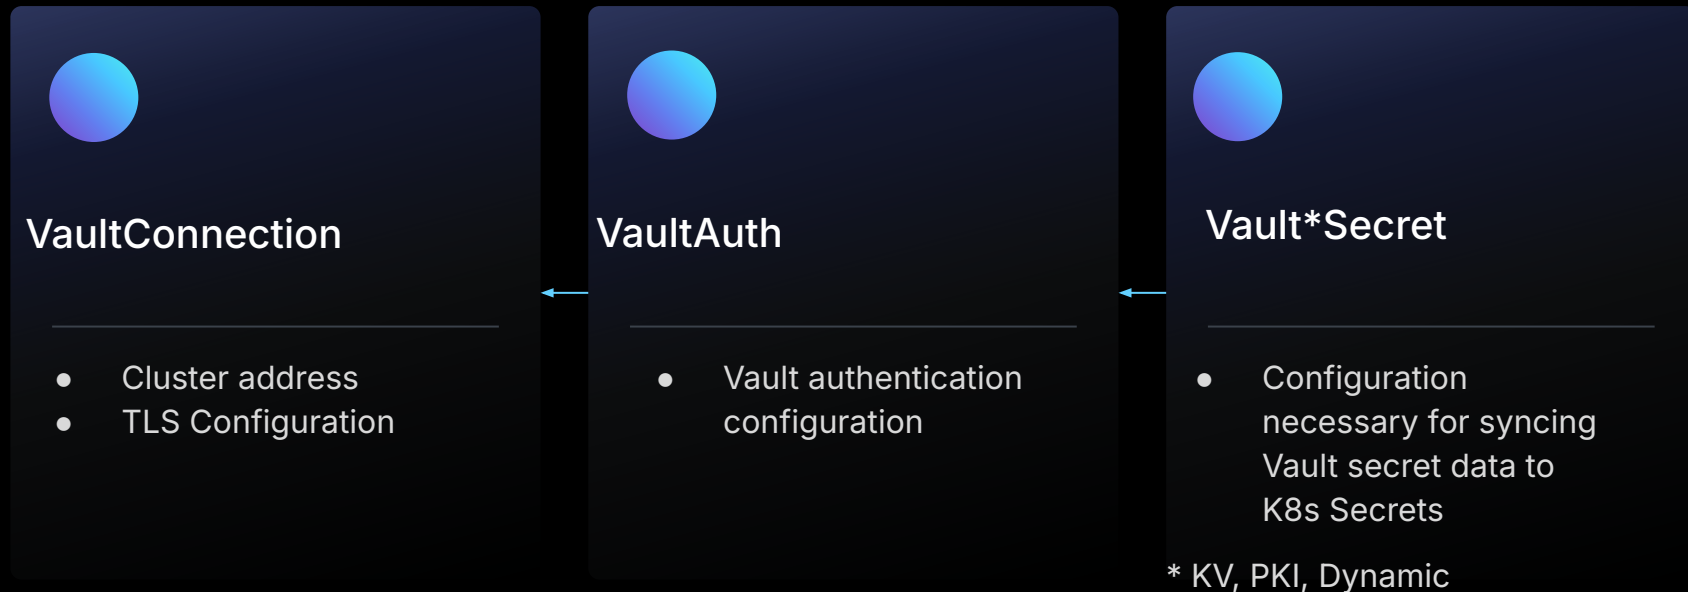 VaultConnection
● Cluster address
● TLS Configuration
VaultAuth
● Vault authentication
configuration
Vault*Secret
● Configuration
necessary for syncing
Vault secret data to
K8s Secrets
* KV, PKI, Dynamic